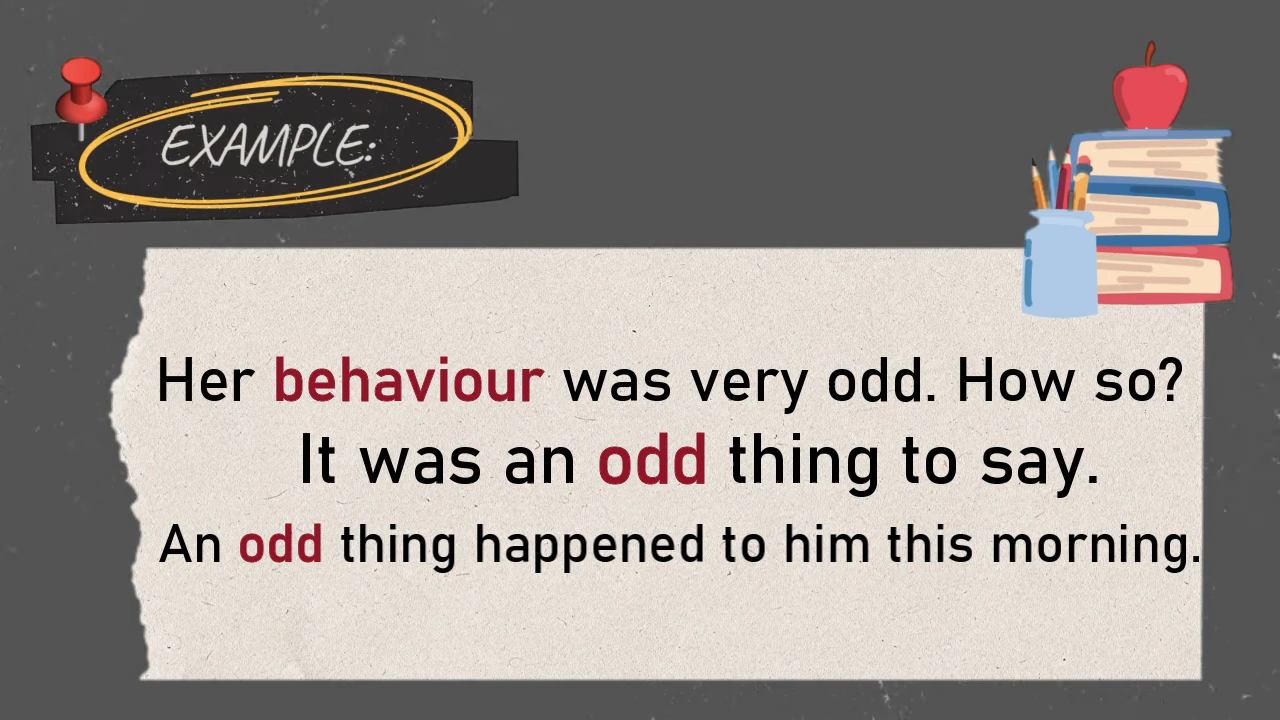 EXAMPLE:
Her behaviour was very odd. How so?
It was an odd thing to say.
An odd thing happened to him this morning.